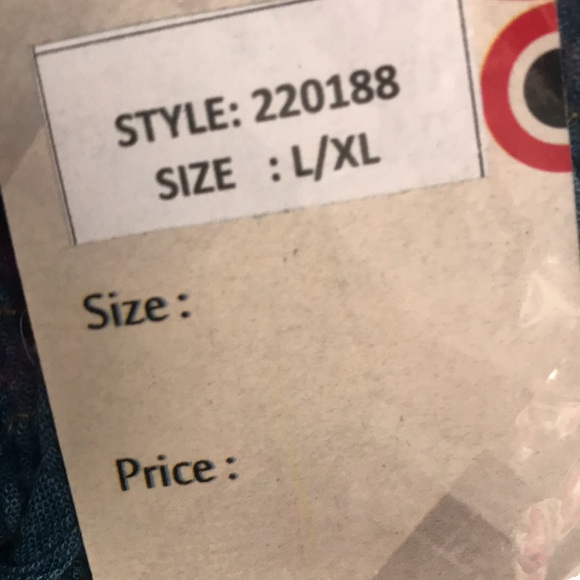 STYLE: 220188
SIZE : L/XL
Size :
Price :